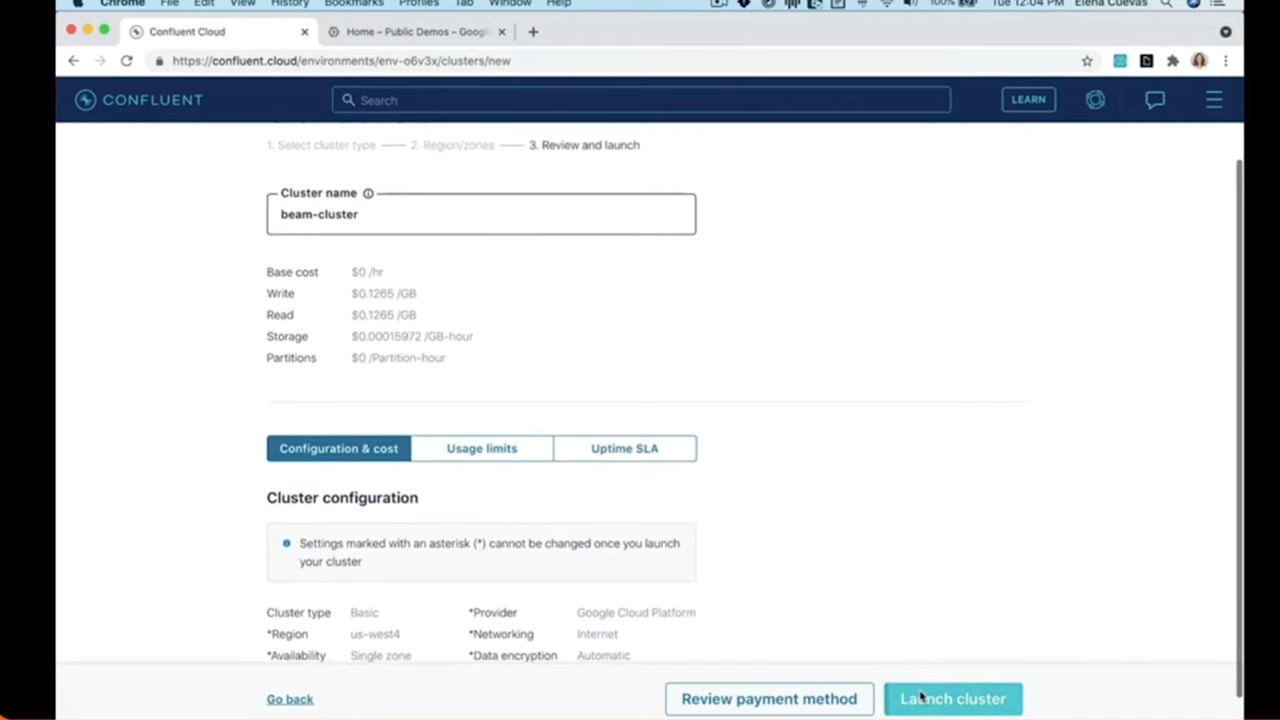 Chrome File Edit View History Bookmarks Profiles Tab Window Help 100% Tue 12:04 PM Elena Cuevas
Confluent Cloud Home – Public Demos – Googl
https://confluent.cloud/environments/env-o6v3x/clusters/new
CONFLUENT Search LEARN
1. Select cluster type 2. Region/zones 3. Review and launch
Cluster name
beam-cluster
Base cost $0 /hr
Write $0.1265 /GB
Read $0.1265 /GB
Storage $0.00015972 /GB-hour
Partitions $0 /Partition-hour
Configuration & cost Usage limits Uptime SLA
Cluster configuration
Settings marked with an asterisk (*) cannot be changed once you launch
your cluster
Cluster type Basic *Provider Google Cloud Platform
*Region us-west4 *Networking Internet
*Availability Single zone *Data encryption Automatic
Go back Review payment method Launch cluster